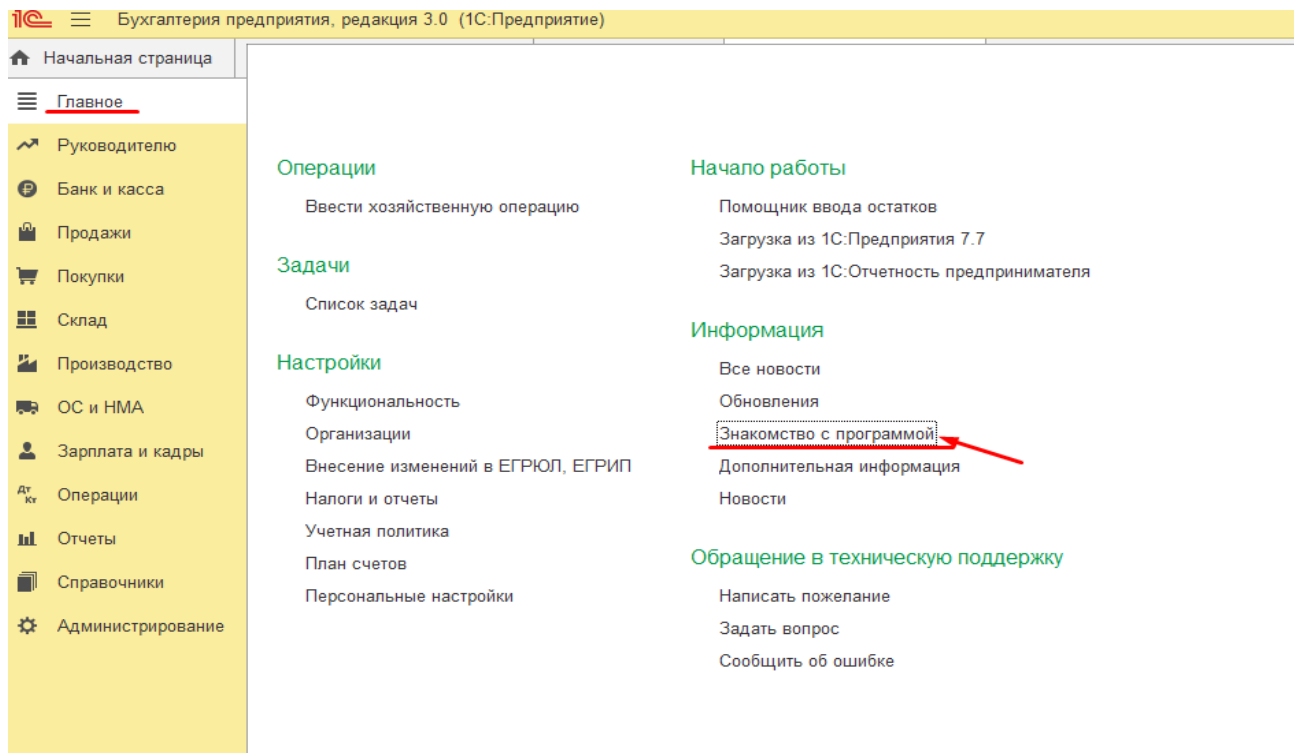 1С Бухгалтерия предприятия, редакция 3.0 (1С:Предприятие)
Начальная страница
Главное
Руководителю
Банк и касса
Продажи
Покупки
Склад
Производство
ОС и НМА
Зарплата и кадры
Дт Кт Операции
Отчеты
Справочники
Администрирование
Операции
Ввести хозяйственную операцию
Задачи
Список задач
Настройки
Функциональность
Организации
Внесение изменений в ЕГРЮЛ, ЕГРИП
Налоги и отчеты
Учетная политика
План счетов
Персональные настройки
Начало работы
Помощник ввода остатков
Загрузка из 1С:Предприятия 7.7
Загрузка из 1С:Отчетность предпринимателя
Информация
Все новости
Обновления
Знакомство с программой
Дополнительная информация
Новости
Обращение в техническую поддержку
Написать пожелание
Задать вопрос
Сообщить об ошибке